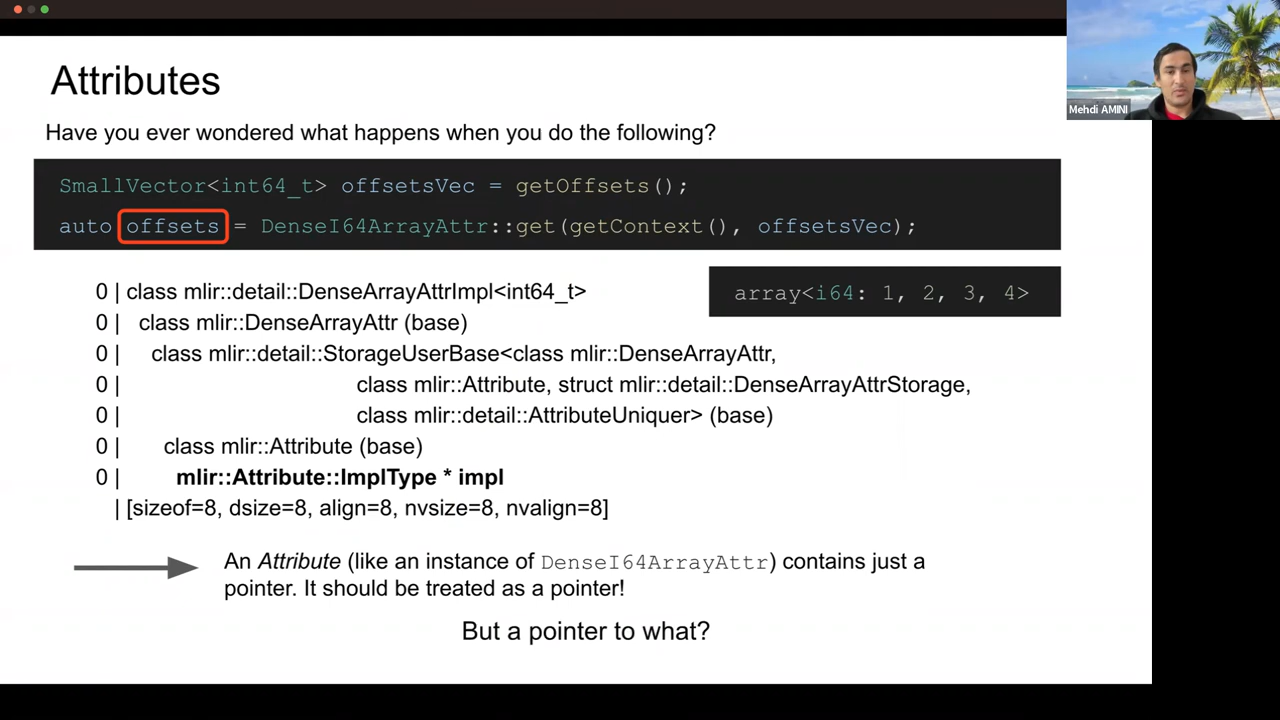 Attributes
Have you ever wondered what happens when you do the following?
SmallVector<int64_t> offsetsVec = getOffsets();
auto offsets = DenseI64ArrayAttr::get(getContext(), offsetsVec);
0 | class mlir::detail::DenseArrayAttrImpl<int64_t>
array<i64: 1, 2, 3, 4>
0 | class mlir::DenseArrayAttr (base)
0 | class mlir::detail::StorageUserBase<class mlir::DenseArrayAttr,
0 | class mlir::Attribute, struct mlir::detail::DenseArrayAttrStorage,
0 | class mlir::detail::AttributeUniquer> (base)
0 | class mlir::Attribute (base)
0 | mlir::Attribute::ImplType * impl
| [sizeof=8, dsize=8, align=8, nvsize=8, nvalign=8]
An Attribute (like an instance of DenseI64ArrayAttr) contains just a
pointer. It should be treated as a pointer!
But a pointer to what?
Mehdi AMINI